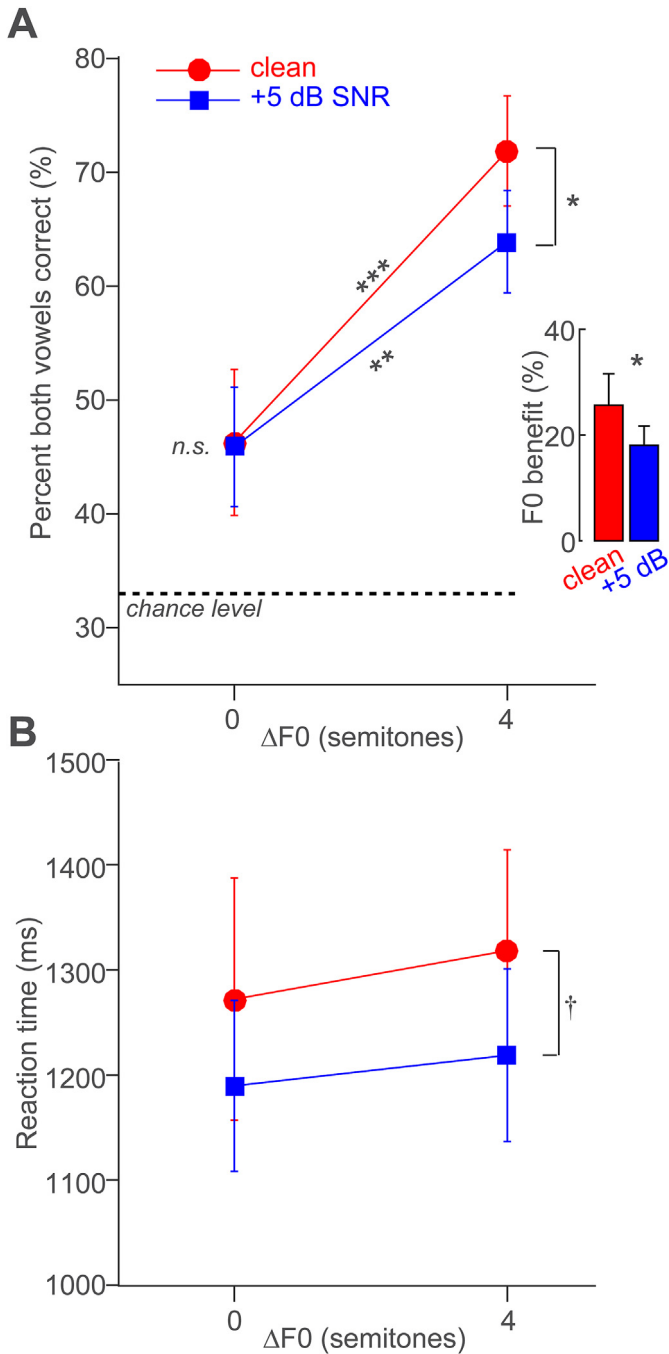 A
80
70
60
50
40
30
Percent both vowels correct (%)
clean
+5 dB SNR
***
**
*
n.s.
chance level
0
4
ΔF0 (semitones)
40
20
0
F0 benefit (%)
*
clean
+5 dB
B
1500
1400
1300
1200
1100
1000
Reaction time (ms)
†
0
4
ΔF0 (semitones)